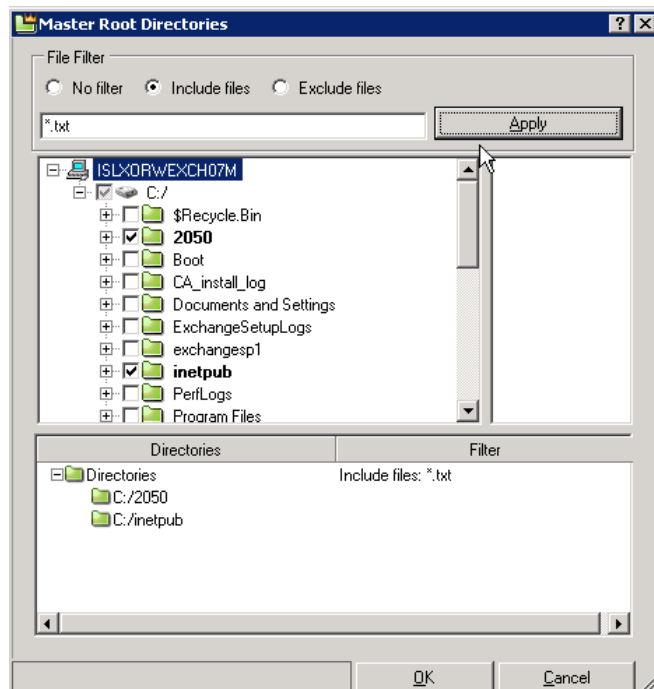 Master Root Directories
File Filter
No filter Include files Exclude files
*.txt Apply
ISLXORWEXCH07M
C:/
$Recycle.Bin
2050
Boot
CA_install_log
Documents and Settings
ExchangeSetupLogs
exchangesp1
inetpub
PerfLogs
Program Files
Directories Filter
Directories Include files: *.txt
C:/2050
C:/inetpub
OK Cancel